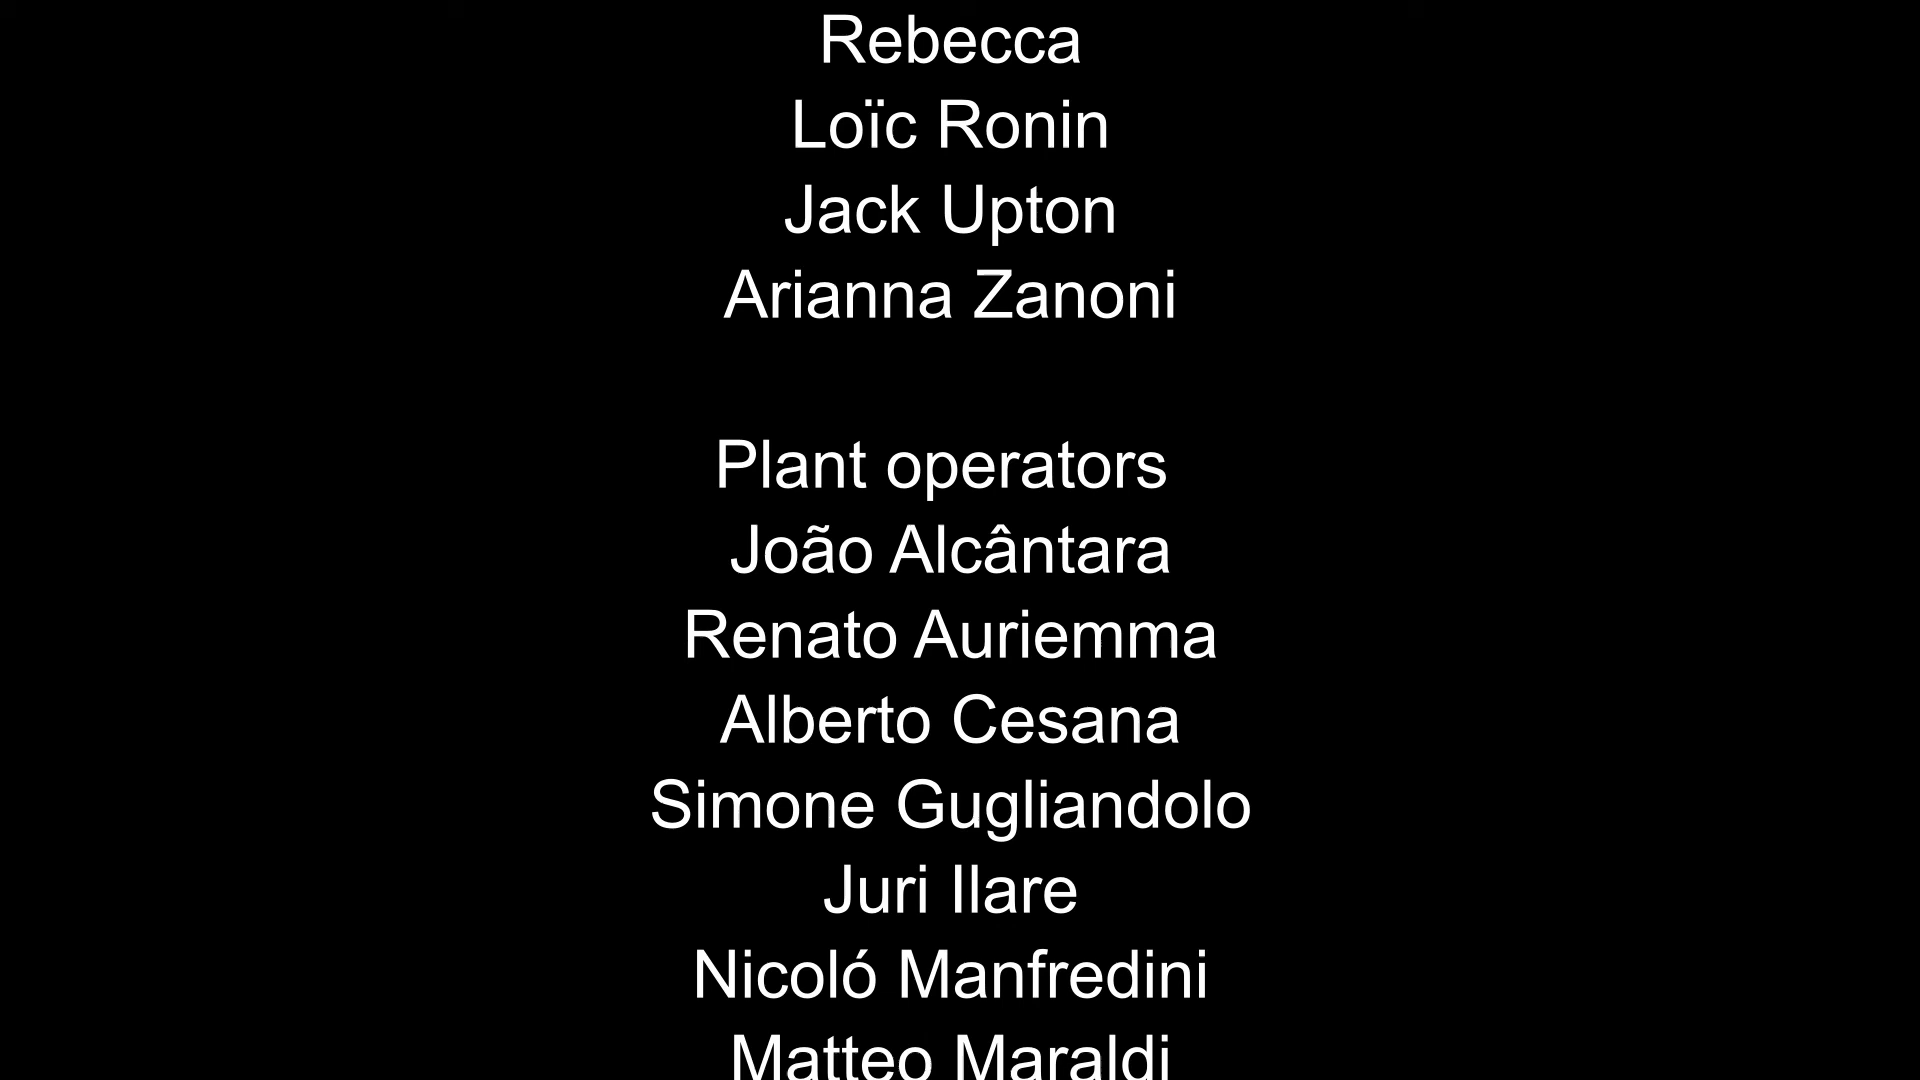 Rebecca
Loïc Ronin
Jack Upton
Arianna Zanoni
Plant operators
João Alcântara
Renato Auriemma
Alberto Cesana
Simone Gugliandolo
Juri Ilare
Nicoló Manfredini
Matteo Maraldi